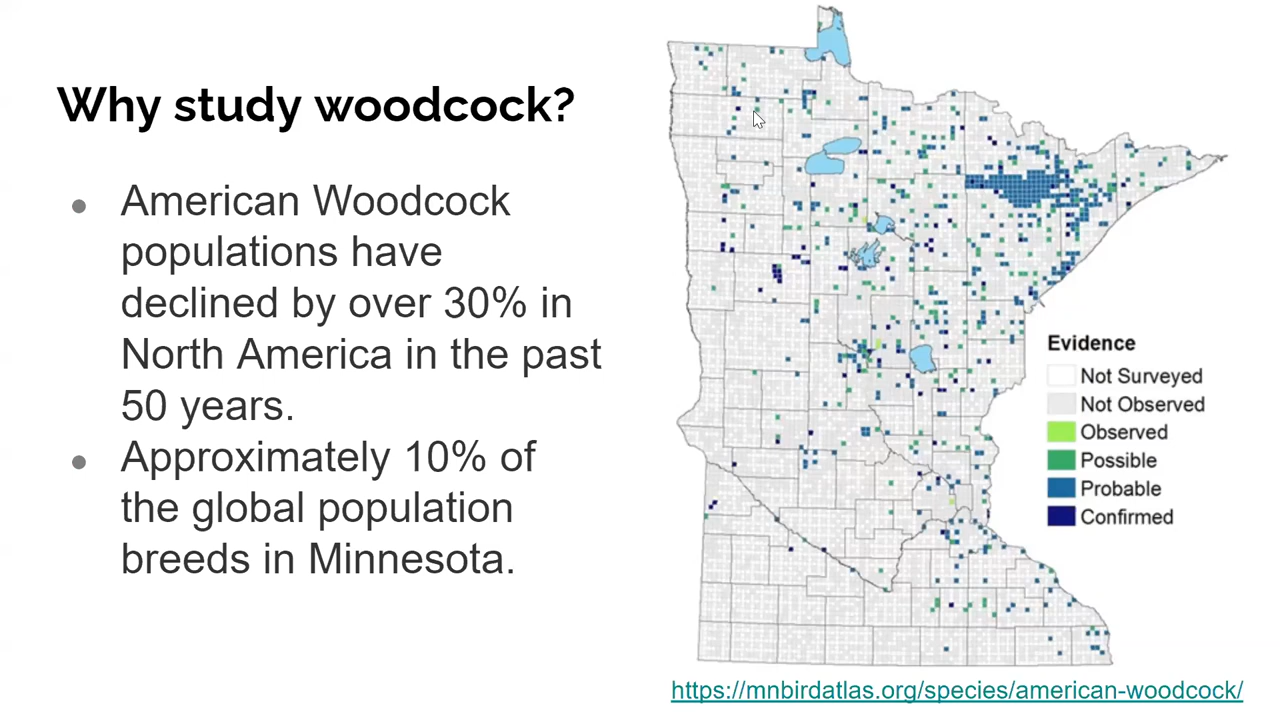 Why study woodcock?
● American Woodcock
populations have
declined by over 30% in
North America in the past
50 years.
● Approximately 10% of
the global population
breeds in Minnesota.
Evidence
Not Surveyed
Not Observed
Observed
Possible
Probable
Confirmed
https://mnbirdatlas.org/species/american-woodcock/